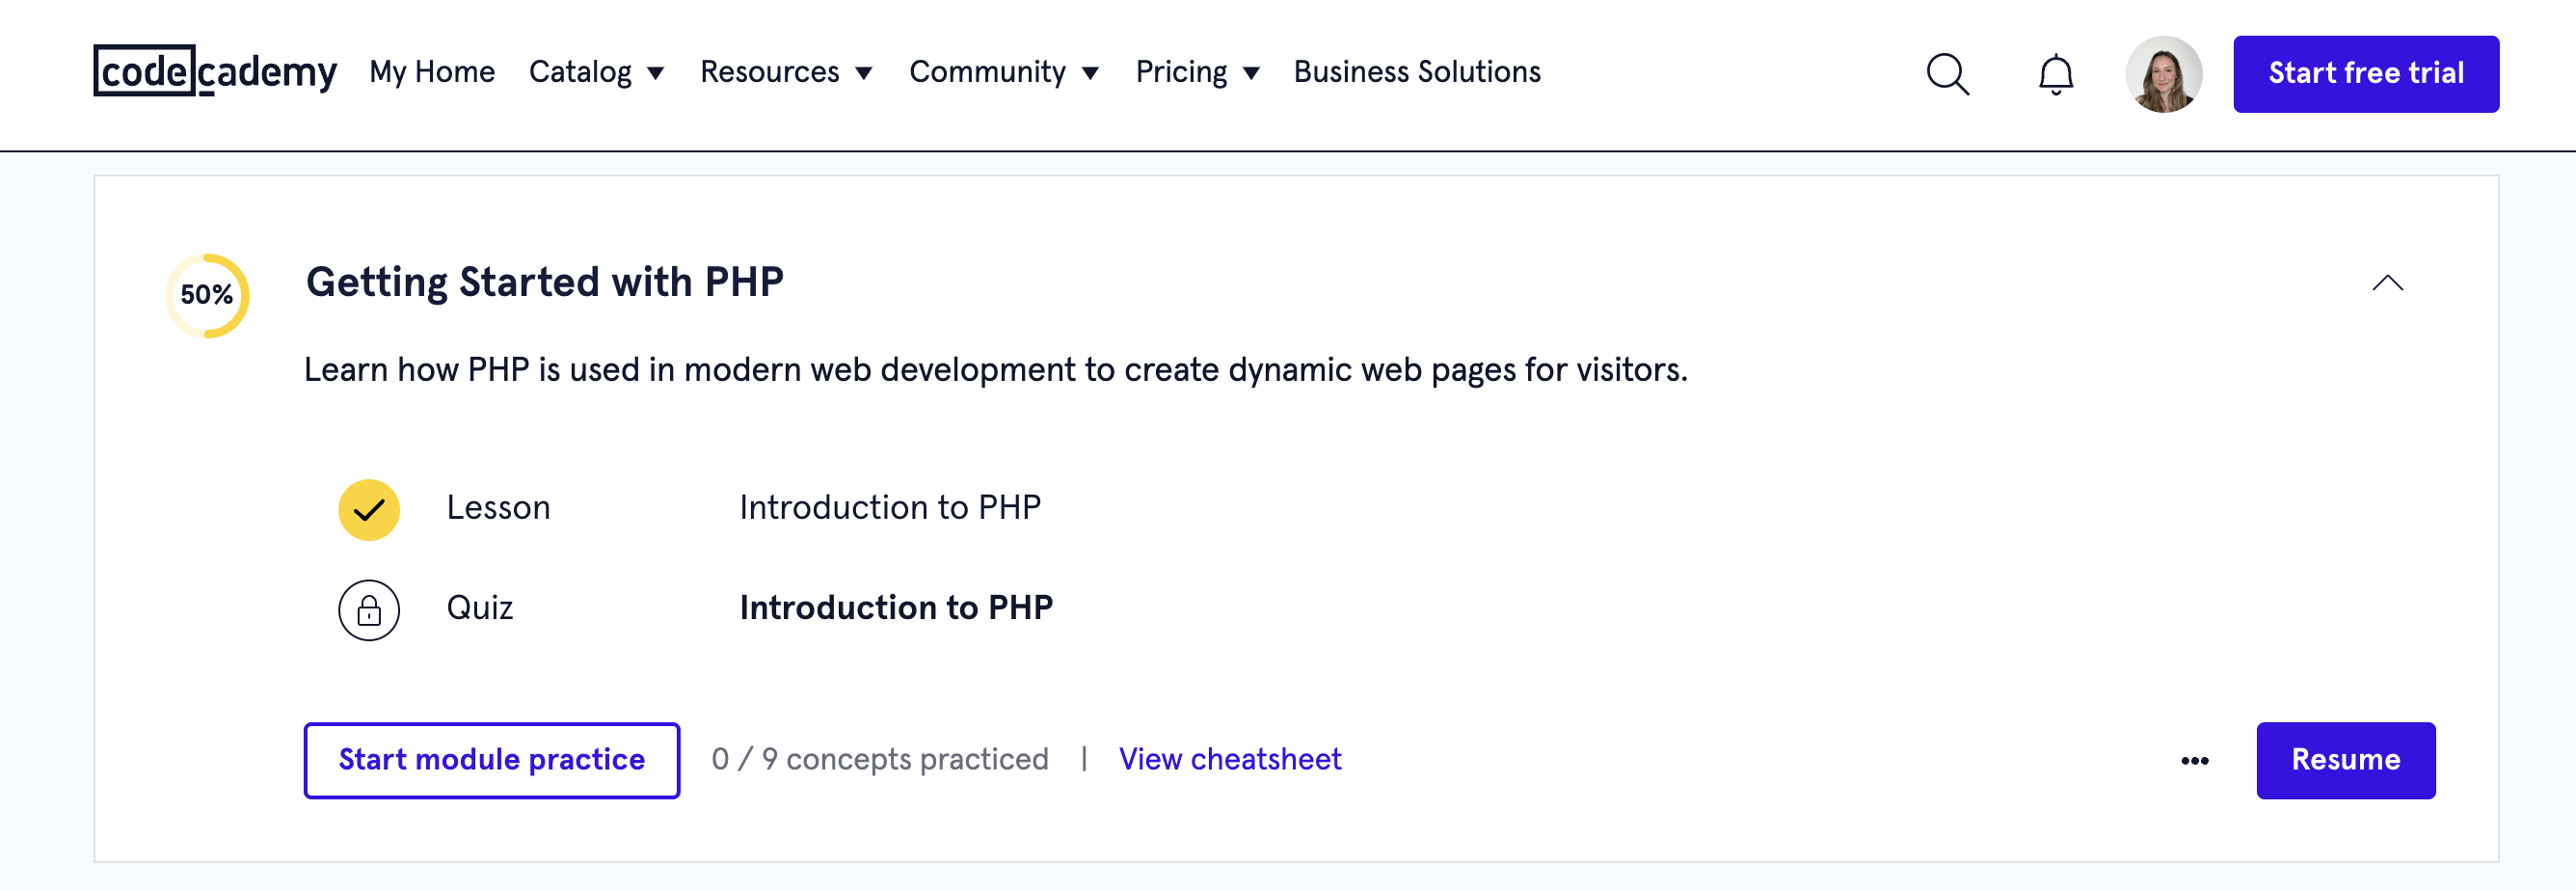 codecademy My Home Catalog Resources Community Pricing Business Solutions Start free trial
50% Getting Started with PHP
Learn how PHP is used in modern web development to create dynamic web pages for visitors.
Lesson Introduction to PHP
Quiz Introduction to PHP
Start module practice 0 / 9 concepts practiced | View cheatsheet Resume